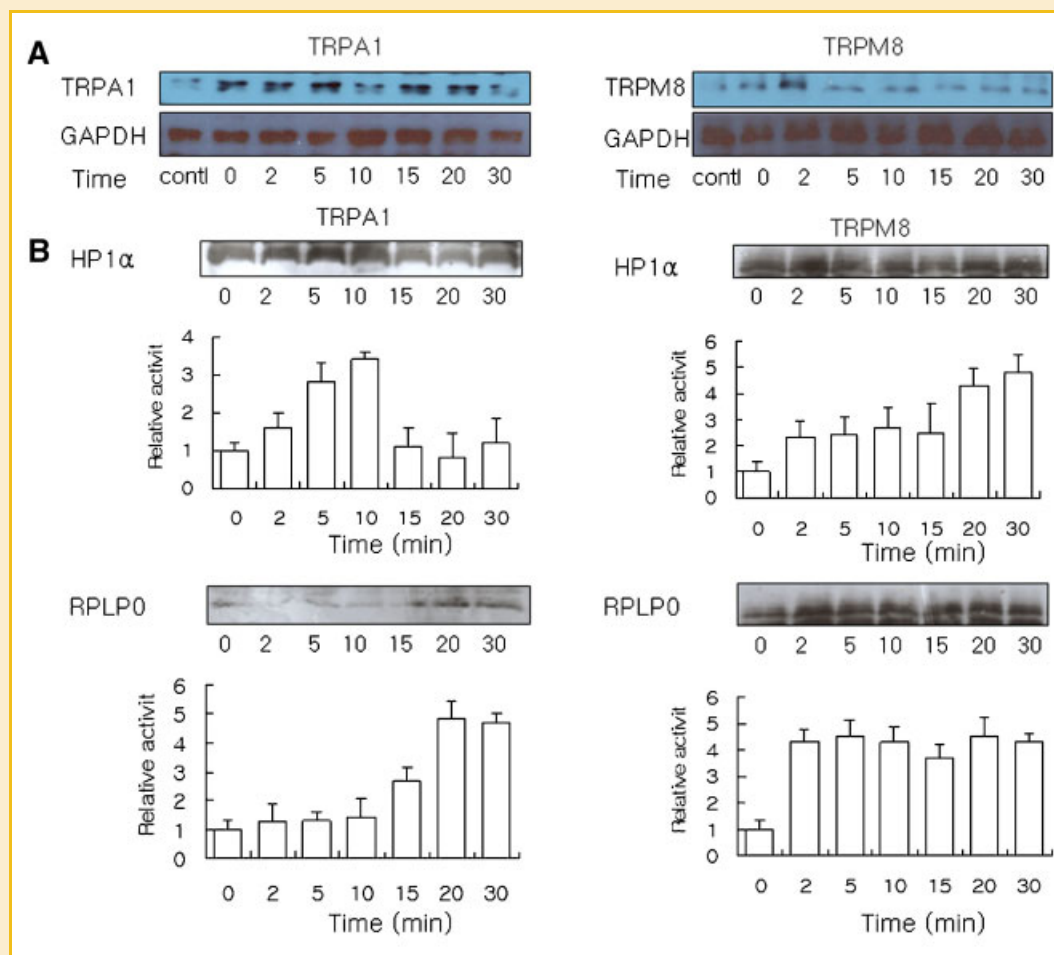 A
TRPA1
TRPA1
GAPDH
Time contl 0 2 5 10 15 20 30
TRPM8
TRPM8
GAPDH
Time contl 0 2 5 10 15 20 30
B
TRPA1
HP1α
0 2 5 10 15 20 30
Relative activit
4
3
2
1
0
0 2 5 10 15 20 30
Time (min)
TRPM8
HP1α
0 2 5 10 15 20 30
Relative activit
6
5
4
3
2
1
0
0 2 5 10 15 20 30
Time (min)
RPLP0
0 2 5 10 15 20 30
Relative activit
6
5
4
3
2
1
0
0 2 5 10 15 20 30
Time (min)
RPLP0
0 2 5 10 15 20 30
Relative activit
6
5
4
3
2
1
0
0 2 5 10 15 20 30
Time (min)